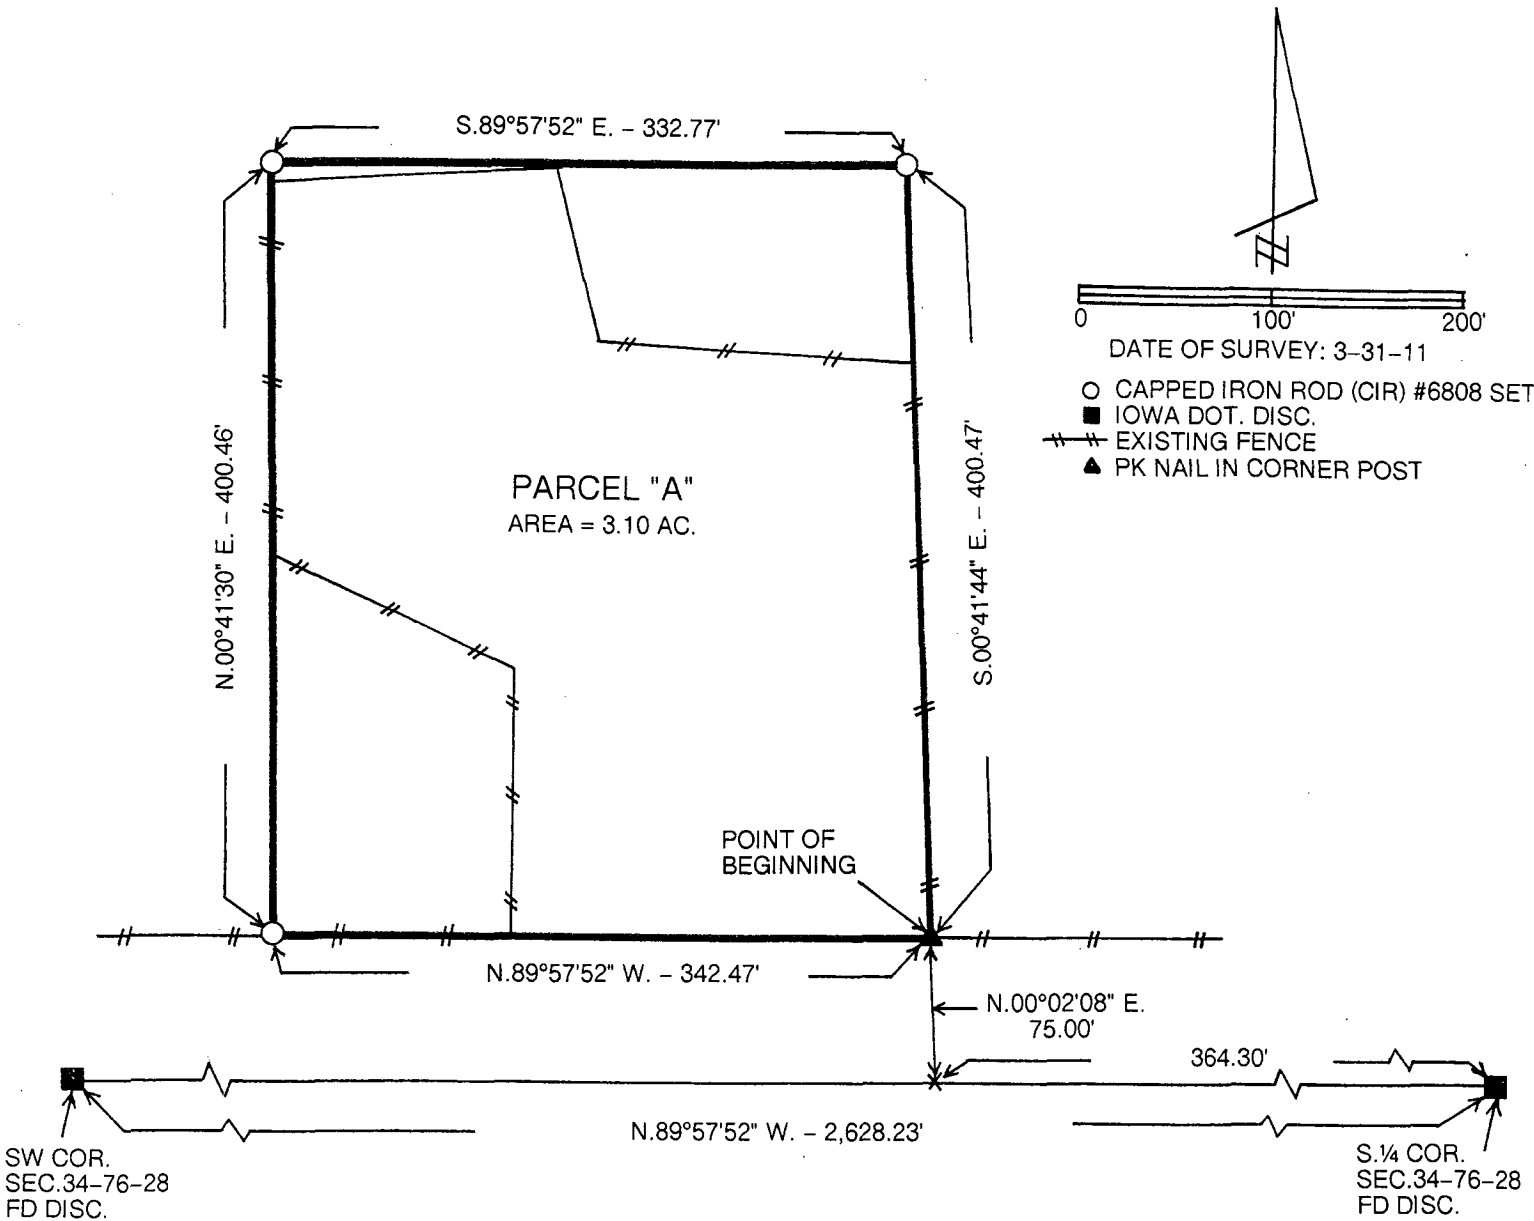 S.89°57'52" E. – 332.77'
0 100' 200'
DATE OF SURVEY: 3–31–11
CAPPED IRON ROD (CIR) #6808 SET
IOWA DOT. DISC.
EXISTING FENCE
PK NAIL IN CORNER POST
N.00°41'30" E. – 400.46'
S.00°41'44" E. – 400.47'
PARCEL "A"
AREA = 3.10 AC.
POINT OF
BEGINNING
N.89°57'52" W. – 342.47'
N.00°02'08" E.
75.00'
364.30'
N.89°57'52" W. – 2,628.23'
SW COR.
SEC.34–76–28
FD DISC.
S.¼ COR.
SEC.34–76–28
FD DISC.